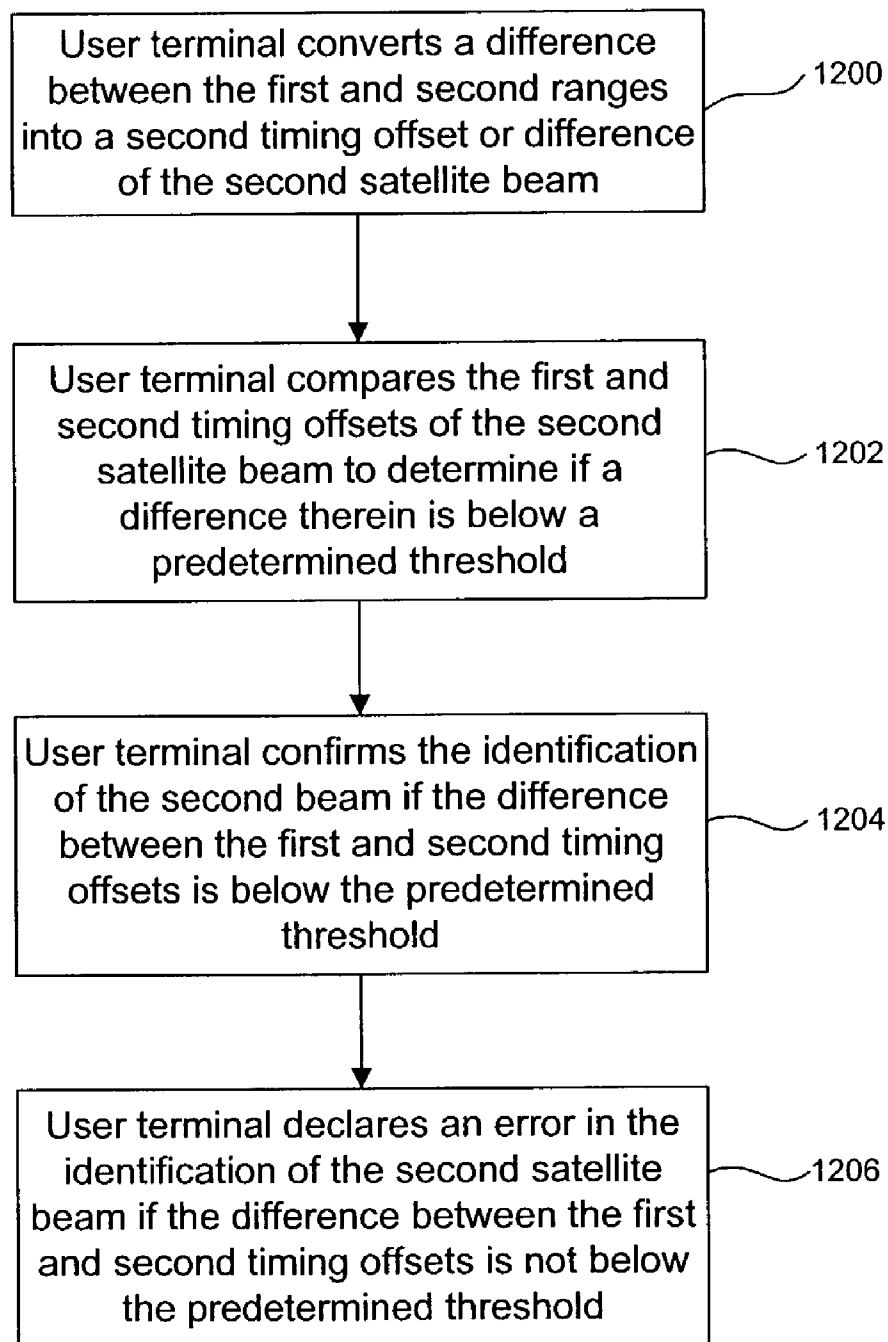 User terminal converts a difference
between the first and second ranges
into a second timing offset or difference
of the second satellite beam
1200
User terminal compares the first and
second timing offsets of the second
satellite beam to determine if a
difference therein is below a
predetermined threshold
1202
User terminal confirms the identification
of the second beam if the difference
between the first and second timing
offsets is below the predetermined
threshold
1204
User terminal declares an error in the
identification of the second satellite
beam if the difference between the first
and second timing offsets is not below
the predetermined threshold
1206